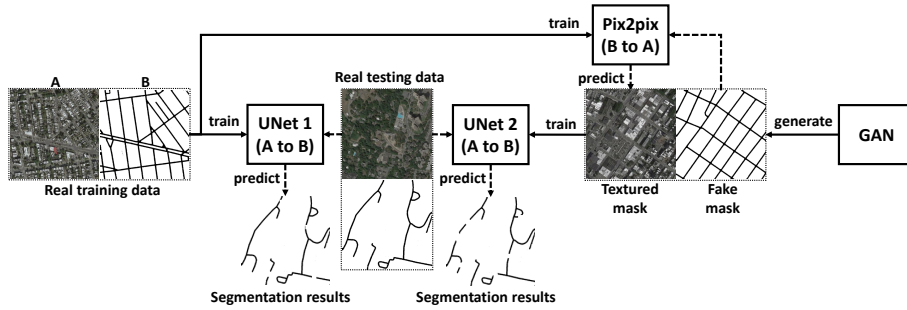 train
Pix2pix
(B to A)
A
B
Real testing data
predict
train
UNet 1
(A to B)
UNet 2
(A to B)
train
generate
GAN
Real training data
predict
predict
Textured
mask
Fake
mask
Segmentation results
Segmentation results